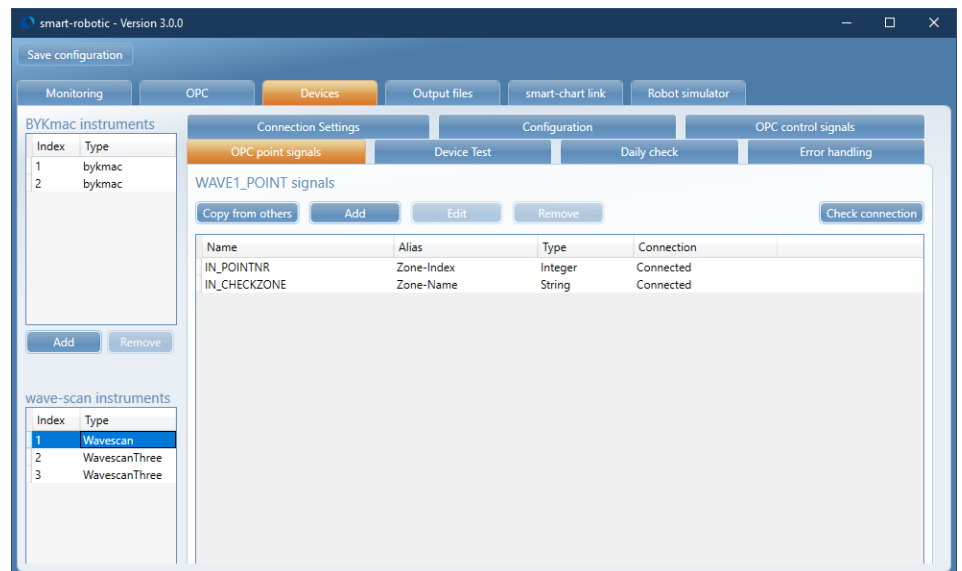 smart-robotic - Version 3.0.0
Save configuration
Monitoring OPC Devices Output files smart-chart link Robot simulator
BYKmac instruments
Index Type
1 bykmac
2 bykmac
Add Remove
wave-scan instruments
Index Type
1 Wavescan
2 WavescanThree
3 WavescanThree
Connection Settings Configuration OPC control signals
OPC point signals Device Test Daily check Error handling
WAVE1_POINT signals
Copy from others Add Edit Remove Check connection
Name Alias Type Connection
IN_POINTNR Zone-Index Integer Connected
IN_CHECKZONE Zone-Name String Connected